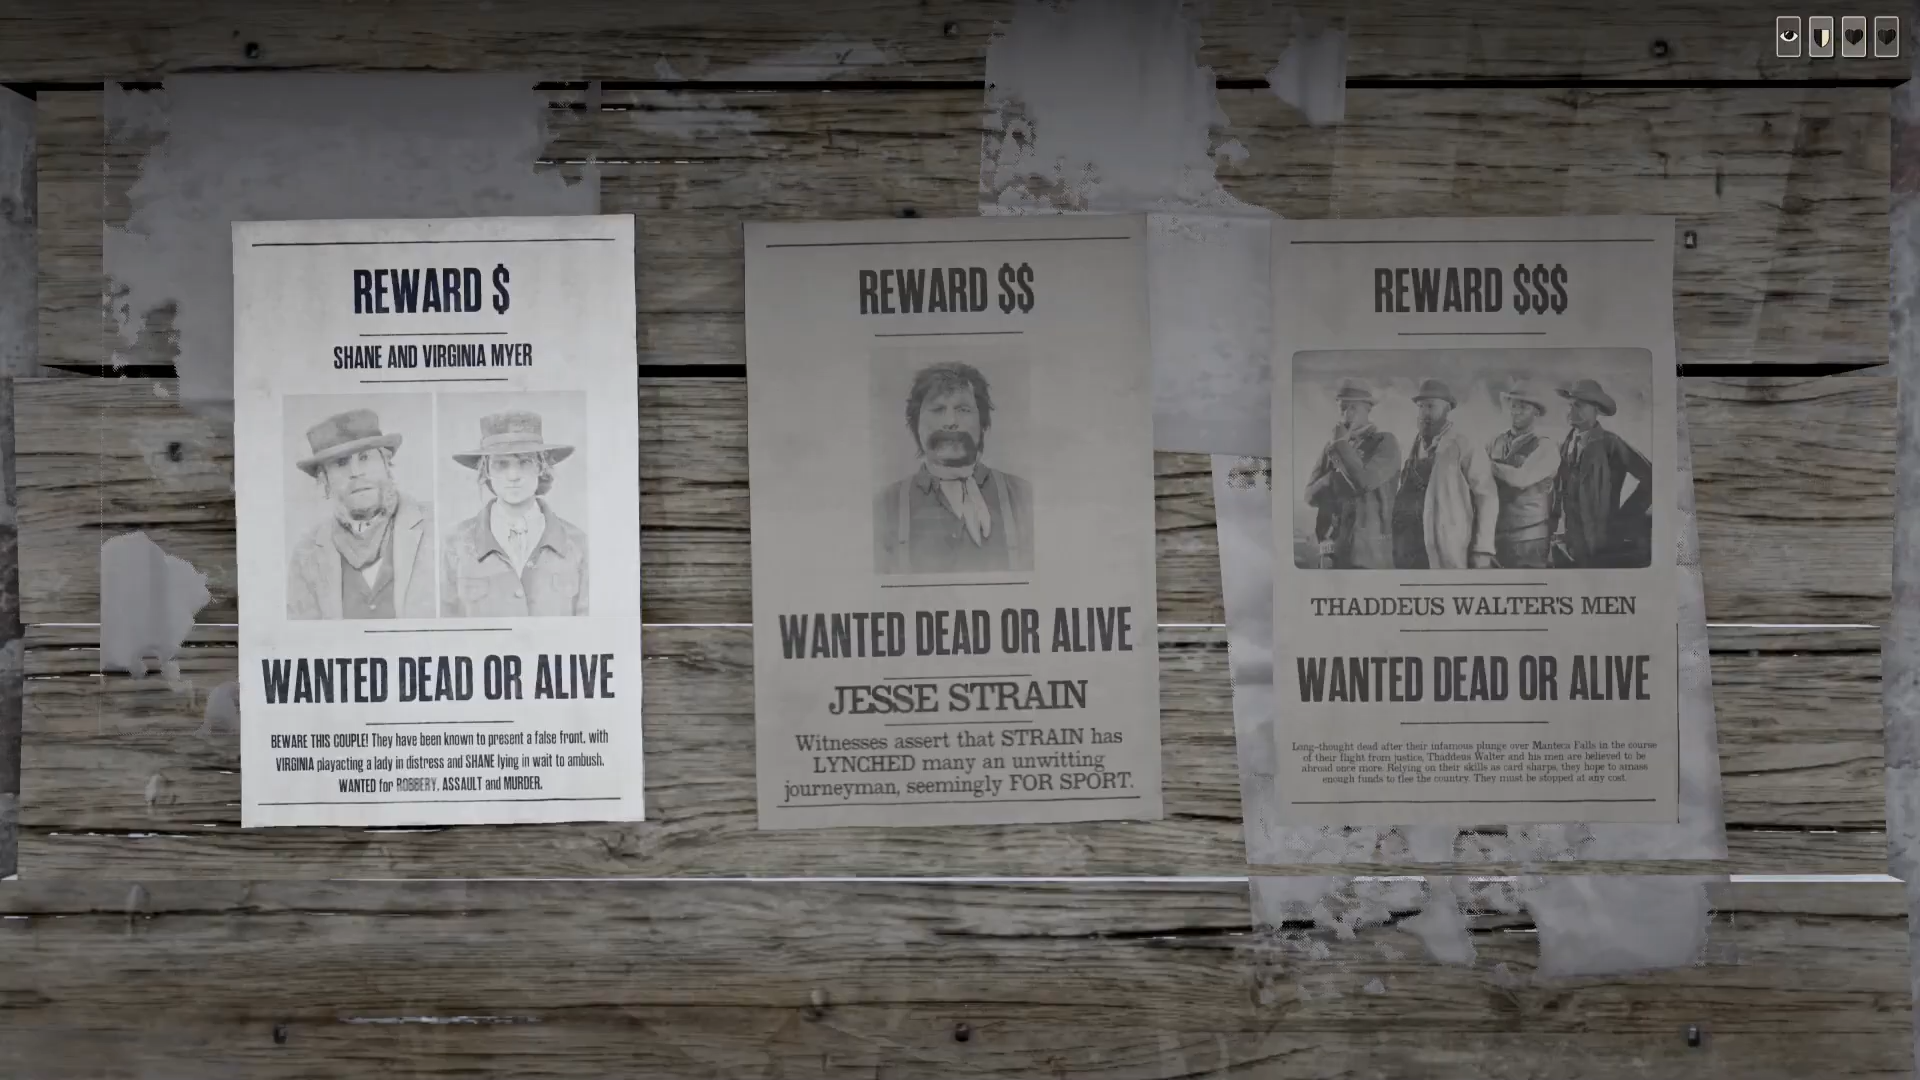 REWARD $
SHANE AND VIRGINIA MYER
WANTED DEAD OR ALIVE
BEWARE THIS COUPLE! They have been known to present a false front, with
VIRGINIA playacting a lady in distress and SHANE lying in wait to ambush.
WANTED for ROBBERY, ASSAULT and MURDER.
REWARD $$
WANTED DEAD OR ALIVE
JESSE STRAIN
Witnesses assert that STRAIN has
LYNCHED many an unwitting
journeyman, seemingly FOR SPORT.
REWARD $$$
THADDEUS WALTER'S MEN
WANTED DEAD OR ALIVE
Long-thought dead after their infamous plunge over Manteca Falls in the course
of their flight from justice, Thaddeus Walter and his men are believed to be
abroad once more. Relying on their skills as card sharps, they hope to amass
enough funds to flee the country. They must be stopped at any cost.